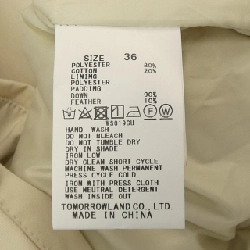 SIZE 36
POLYESTER 80%
COTTON 20%
LINING
POLYESTER
PADDING
DOWN 90%
FEATHER 10%
HAND WASH
DO NOT BLEACH
DO NOT TUMBLE DRY
DRY IN SHADE
IRON LOW
DRY CLEAN SHORT CYCLE
MACHINE WASH PERMANENT
PRESS CYCLE COLD
IRON WITH PRESS CLOTH
USE NEUTRAL DETERGENT
WASH INSIDE OUT
TOMORROWLAND CO., LTD.
MADE IN CHINA